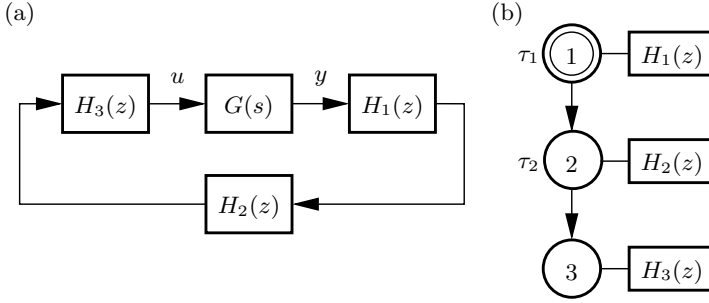 (a)
H₃(z)
u
G(s)
y
H₁(z)
H₂(z)
(b)
τ₁
1
H₁(z)
τ₂
2
H₂(z)
3
H₃(z)